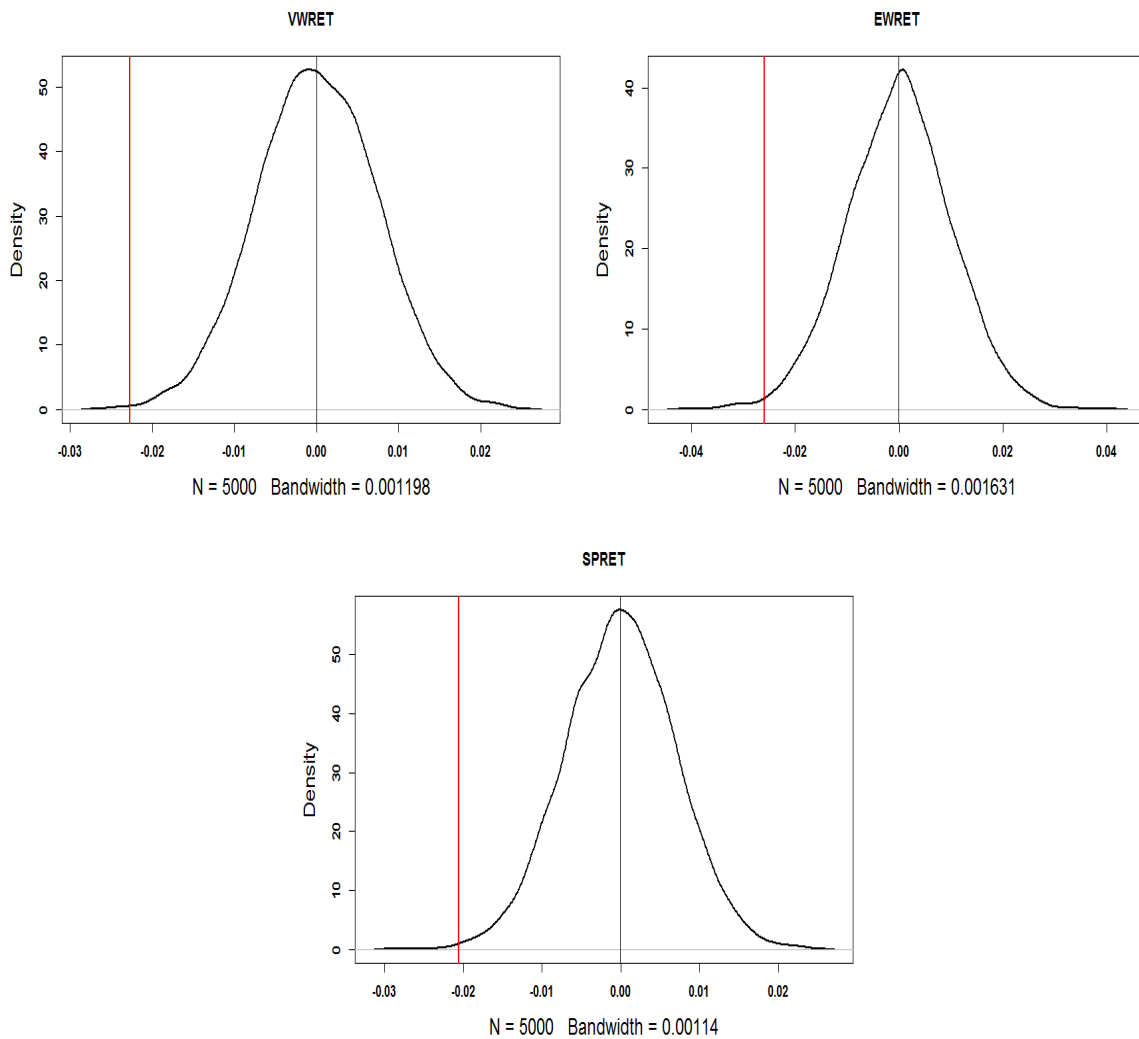 VWRET
Density
0 10 20 30 40 50
-0.03 -0.02 -0.01 0.00 0.01 0.02
N = 5000 Bandwidth = 0.001198
EWRET
Density
0 10 20 30 40
-0.04 -0.02 0.00 0.02 0.04
N = 5000 Bandwidth = 0.001631
SPRET
Density
0 10 20 30 40 50
-0.03 -0.02 -0.01 0.00 0.01 0.02
N = 5000 Bandwidth = 0.00114